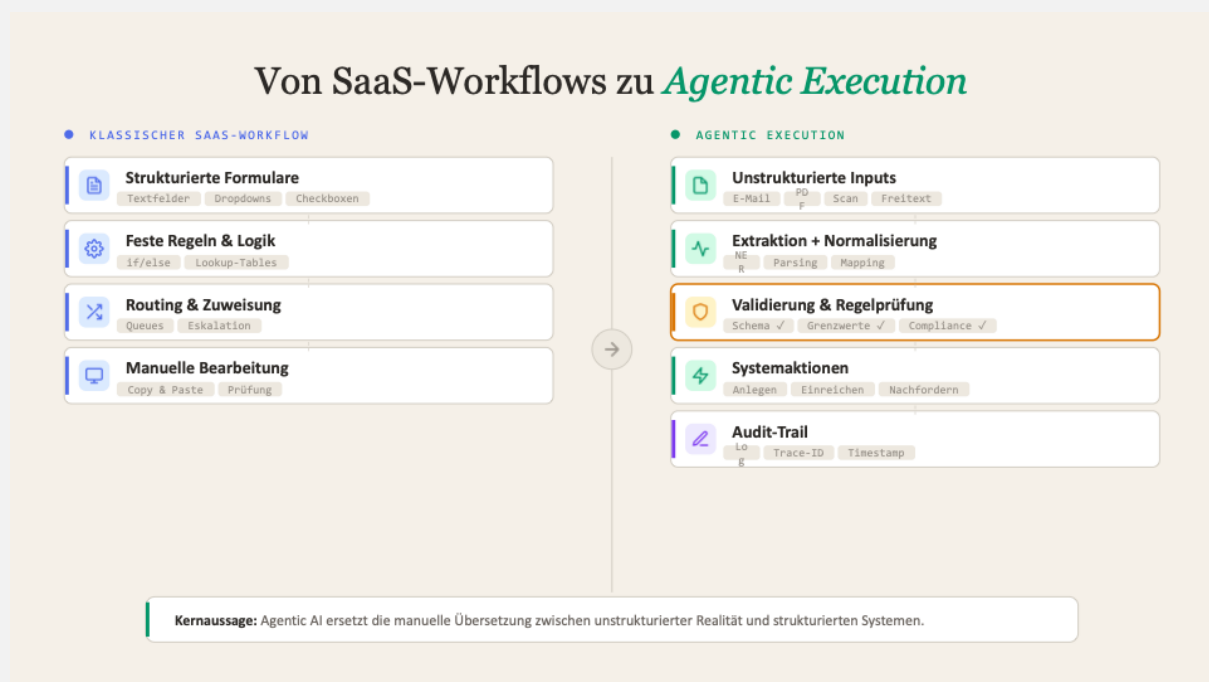 Von SaaS-Workflows zu Agentic Execution
KLASSISCHER SAAS-WORKFLOW
Strukturierte Formulare
Textfelder Dropdowns Checkboxen
Feste Regeln & Logik
if/else Lookup-Tables
Routing & Zuweisung
Queues Eskalation
Manuelle Bearbeitung
Copy & Paste Prüfung
AGENTIC EXECUTION
Unstrukturierte Inputs
E-Mail PDF Scan Freitext
Extraktion + Normalisierung
NER Parsing Mapping
Validierung & Regelprüfung
Schema ✓ Grenzwerte ✓ Compliance ✓
Systemaktionen
Anlegen Einreichen Nachfordern
Audit-Trail
Log Trace-ID Timestamp
Kernaussage: Agentic AI ersetzt die manuelle Übersetzung zwischen unstrukturierter Realität und strukturierten Systemen.